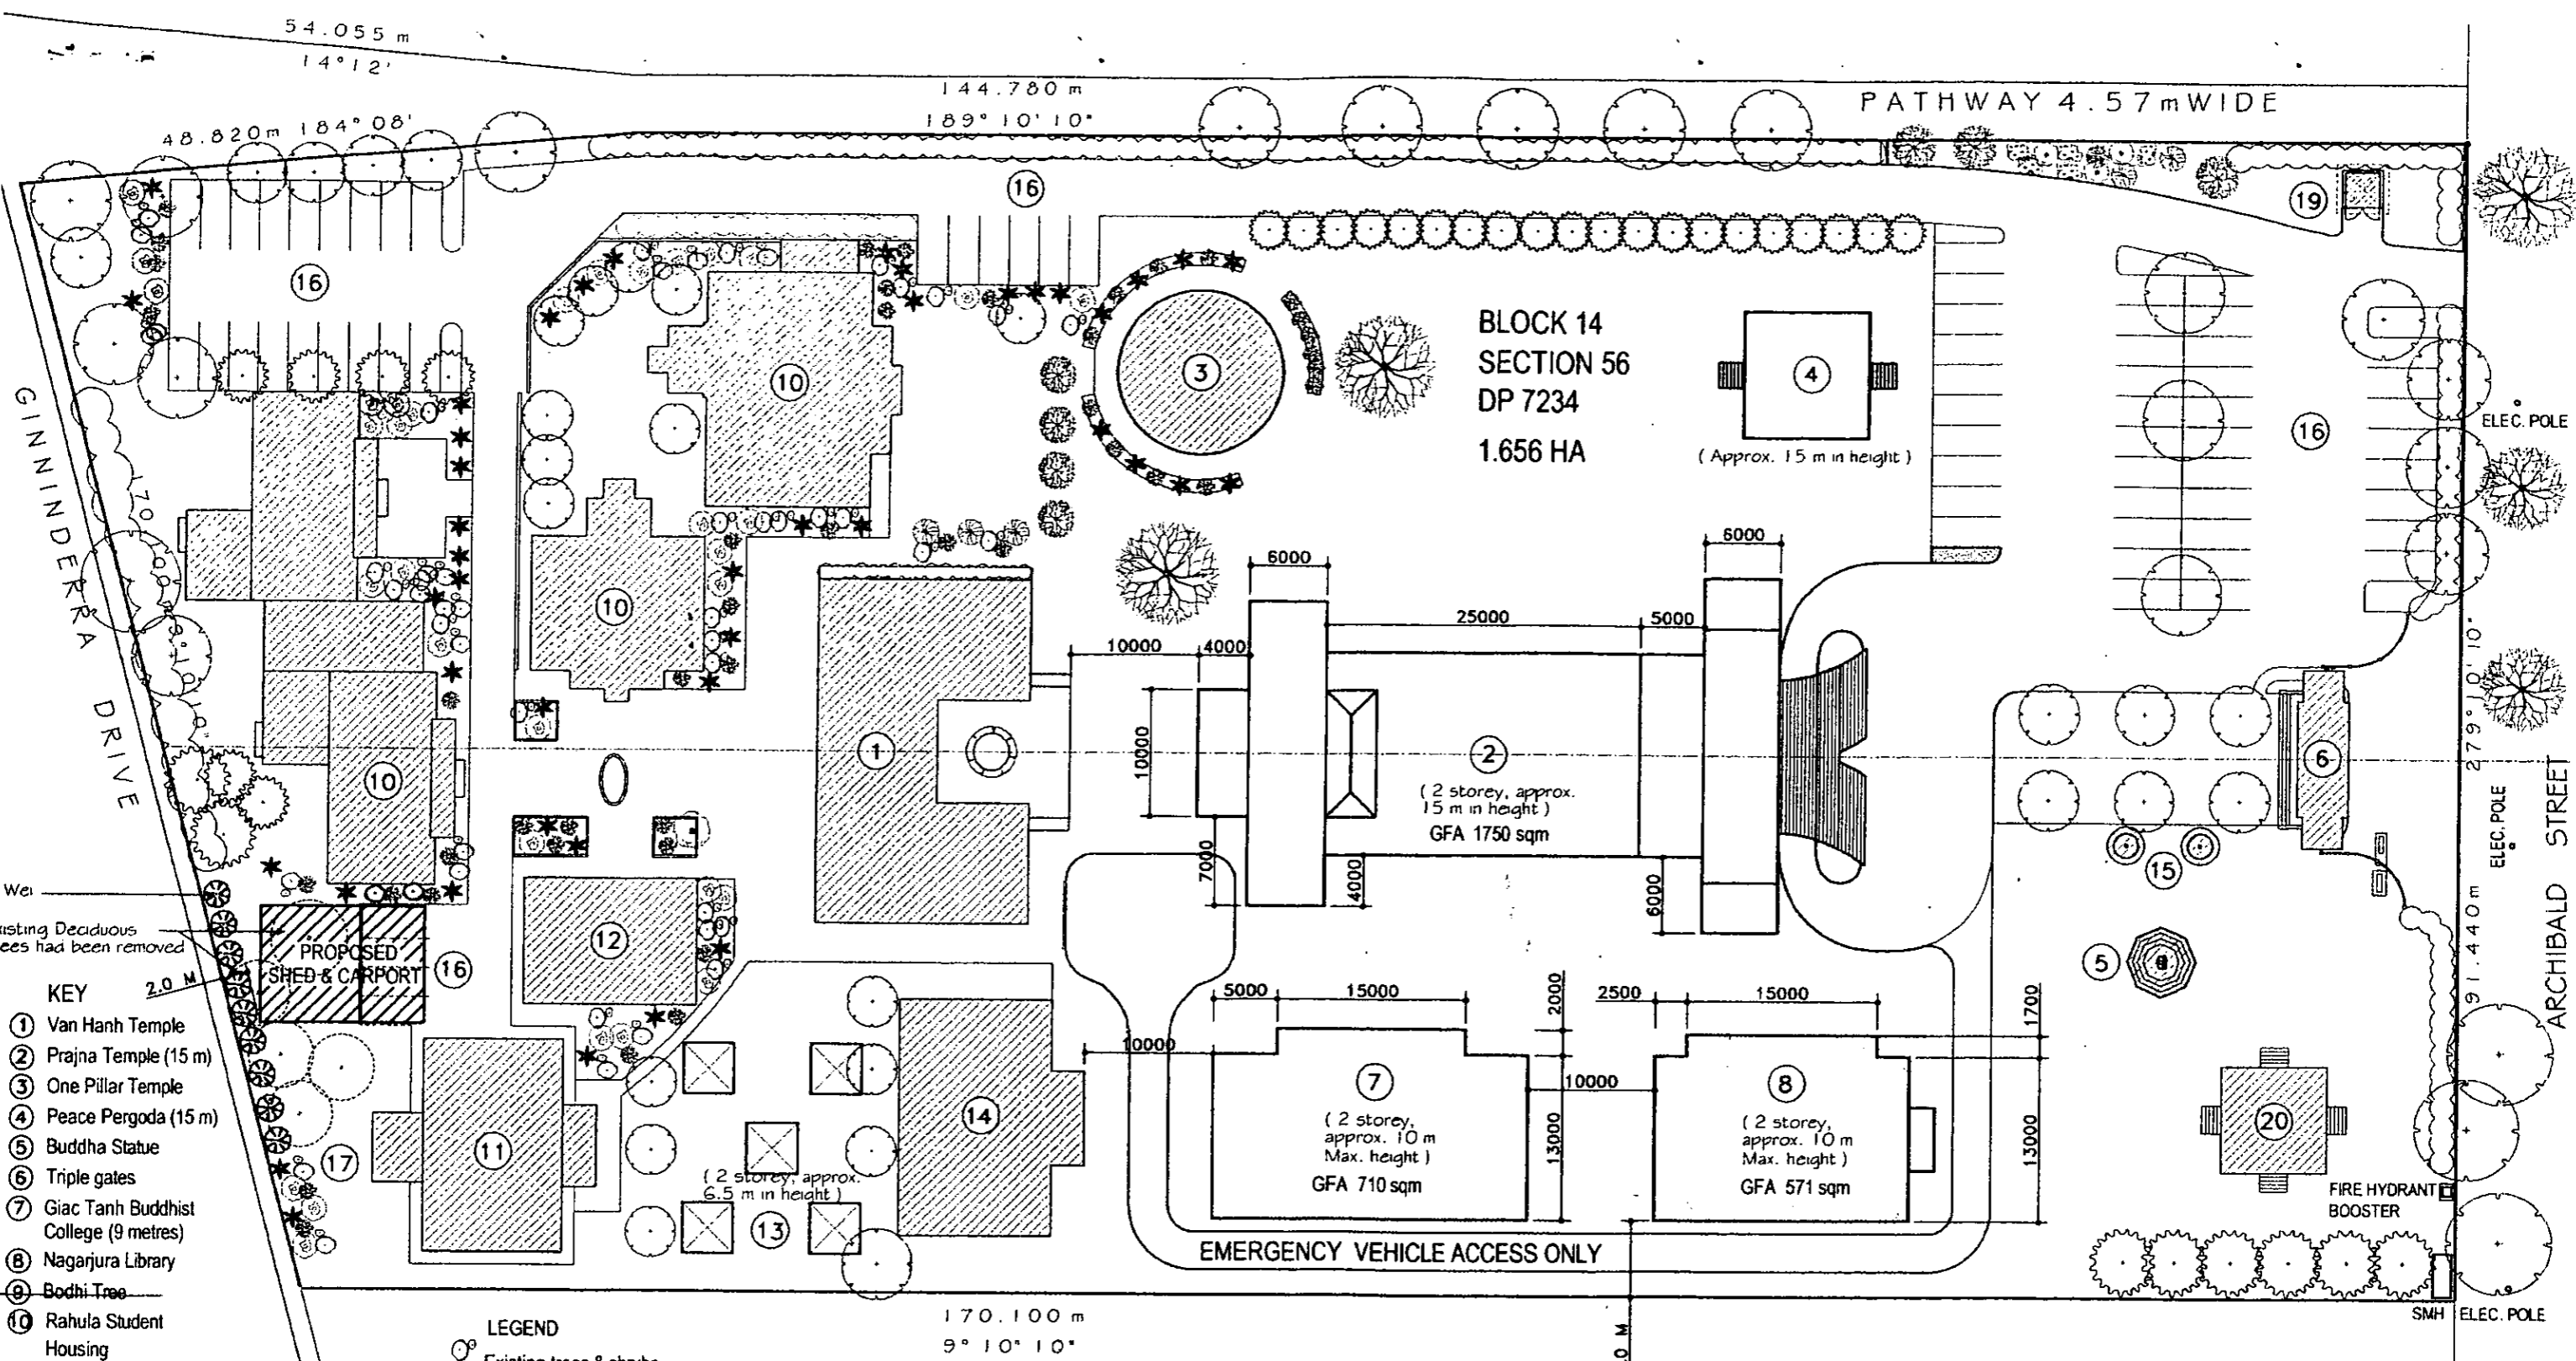 54.055 m
14°12'
144.780 m
189°10'10"
PATHWAY 4.57m WIDE
48.820m 184°08'
16
19
16
10
3
BLOCK 14
SECTION 56
DP 7234
1.656 HA
4
(Approx. 15 m in height)
16
ELEC. POLE
GINNINDERRA DRIVE
10
6000
6000
25000
5000
10000
4000
279°10'10"
10
1
10000
2
(2 storey, approx.
15 m in height)
GFA 1750 sqm
6
ELEC. POLE
ARCHIBALD STREET
7000
4000
6000
15
91.440m
Wei
Existing Deciduous
trees had been removed
PROPOSED
SHED & CARPORT
16
12
5
2.0 M
5000
15000
2000
2500
15000
1700
10000
10000
7
(2 storey,
approx. 10 m
Max. height)
GFA 710 sqm
13000
8
(2 storey,
approx. 10 m
Max. height)
GFA 571 sqm
13000
20
17
11
14
(2 storey, approx.
6.5 m in height)
13
FIRE HYDRANT
BOOSTER
EMERGENCY VEHICLE ACCESS ONLY
SMH
ELEC. POLE
170.100 m
9°10'10"
KEY
1 Van Hanh Temple
2 Prajna Temple (15 m)
3 One Pillar Temple
4 Peace Pergoda (15 m)
5 Buddha Statue
6 Triple gates
7 Giac Tanh Buddhist
College (9 metres)
8 Nagarjura Library
9 Bodhi Tree
10 Rahula Student
Housing
LEGEND
Existing trees & shrubs